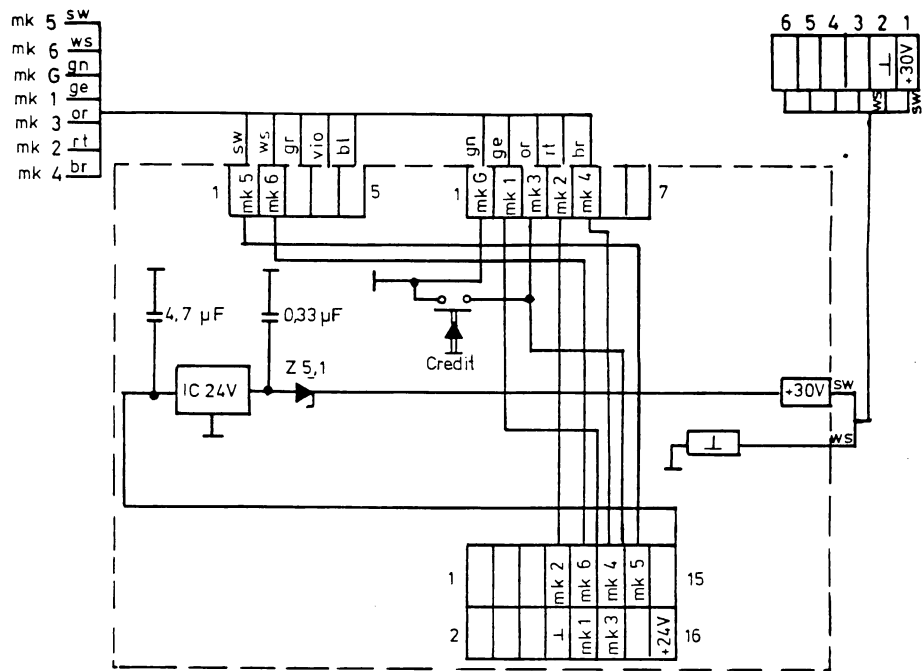 mk 5 sw
mk 6 ws
mk G gn
mk 1 ge
mk 3 or
mk 2 rt
mk 4 br
6 5 4 3 2 1
⊥ +30V
ws sw
sw ws gr vio bl
gn ge or rt br
1 mk 5 mk 6 5
1 mk G mk 1 mk 3 mk 2 mk 4 7
4,7 µF
0,33 µF
Credit
IC 24V
Z 5,1
+30V sw
⊥ ws
1 mk 2 mk 6 mk 4 mk 5 15
2 ⊥ mk 1 mk 3 +24V 16